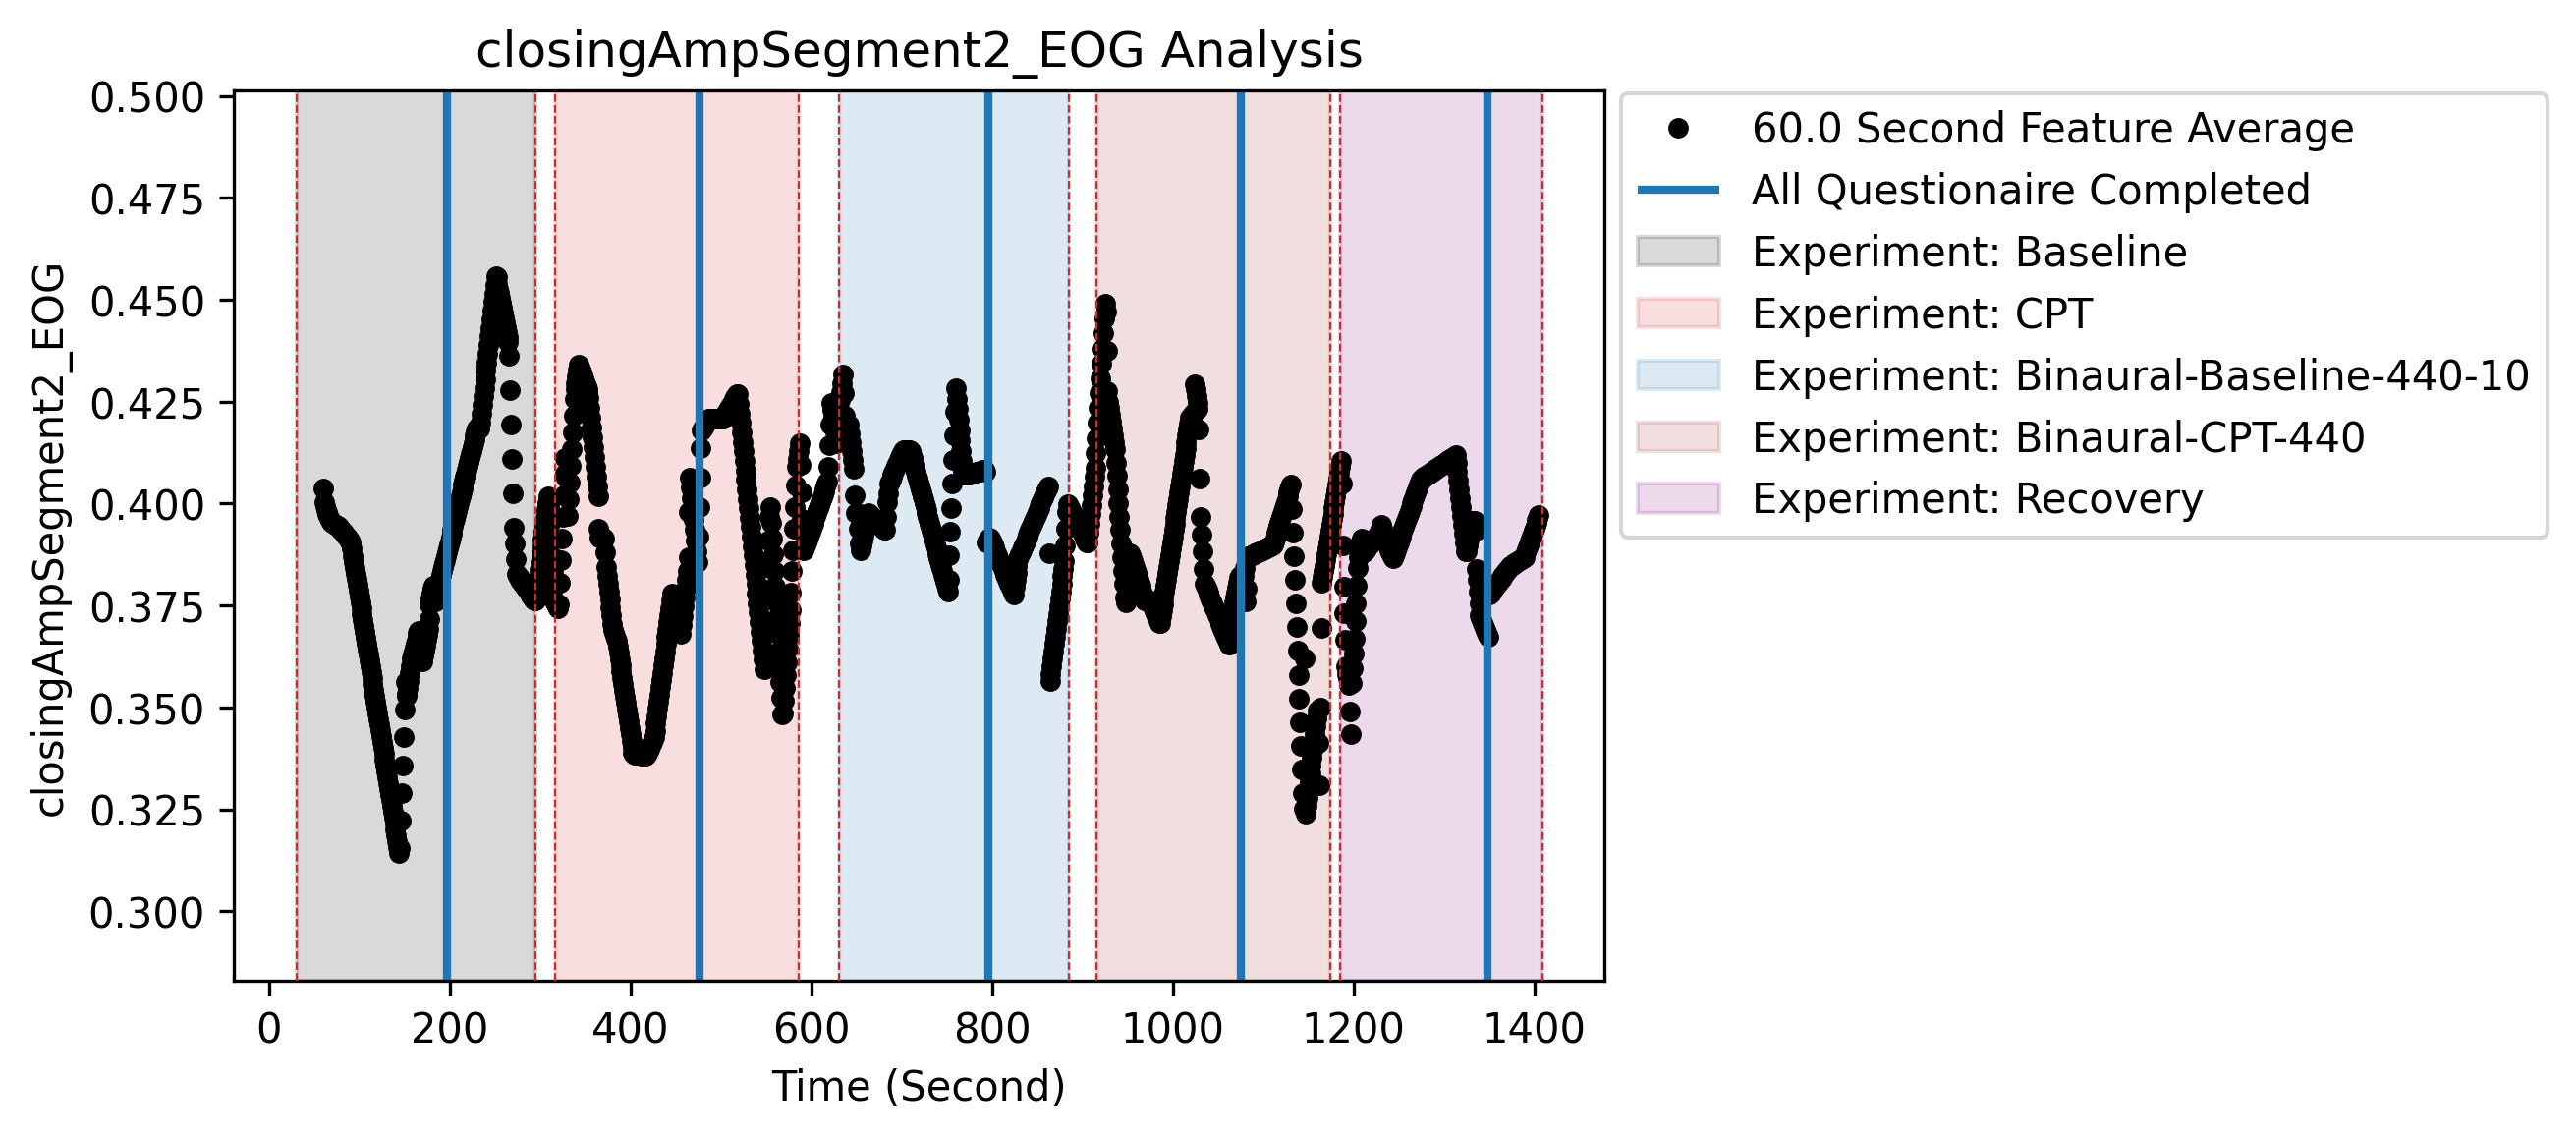 closingAmpSegment2_EOG Analysis
closingAmpSegment2_EOG
0.500
0.475
0.450
0.425
0.400
0.375
0.350
0.325
0.300
0 200 400 600 800 1000 1200 1400
Time (Second)
60.0 Second Feature Average
All Questionaire Completed
Experiment: Baseline
Experiment: CPT
Experiment: Binaural-Baseline-440-10
Experiment: Binaural-CPT-440
Experiment: Recovery